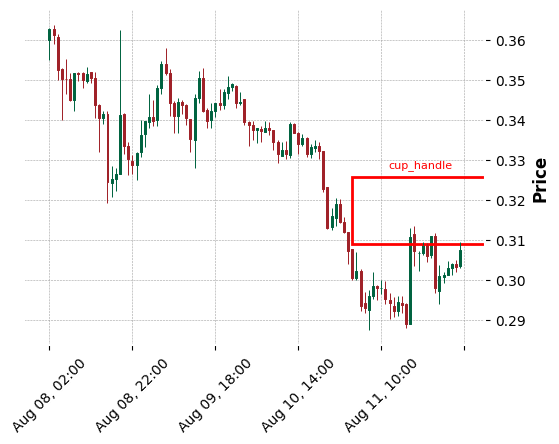 0.36
0.35
0.34
0.33
0.32
0.31
0.30
0.29
Price
cup_handle
Aug 08, 02:00
Aug 08, 22:00
Aug 09, 18:00
Aug 10, 14:00
Aug 11, 10:00